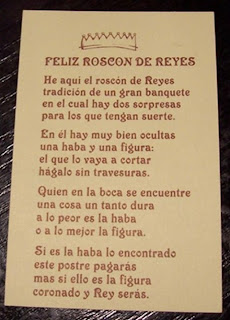 FELIZ ROSCON DE REYES
He aquí el roscón de Reyes
tradición de un gran banquete
en el cual hay dos sorpresas
para los que tengan suerte.
En él hay muy bien ocultas
una haba y una figura:
el que lo vaya a cortar
hágalo sin travesuras.
Quien en la boca se encuentre
una cosa un tanto dura
a lo peor es la haba
o a lo mejor la figura.
Si es la haba lo encontrado
este postre pagarás
mas si ello es la figura
coronado y Rey serás.